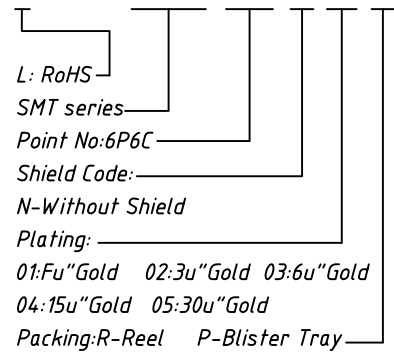 L: RoHS
SMT series
Point No:6P6C
Shield Code:
N-Without Shield
Plating:
01:Fu"Gold 02:3u"Gold 03:6u"Gold
04:15u"Gold 05:30u"Gold
Packing:R-Reel P-Blister Tray